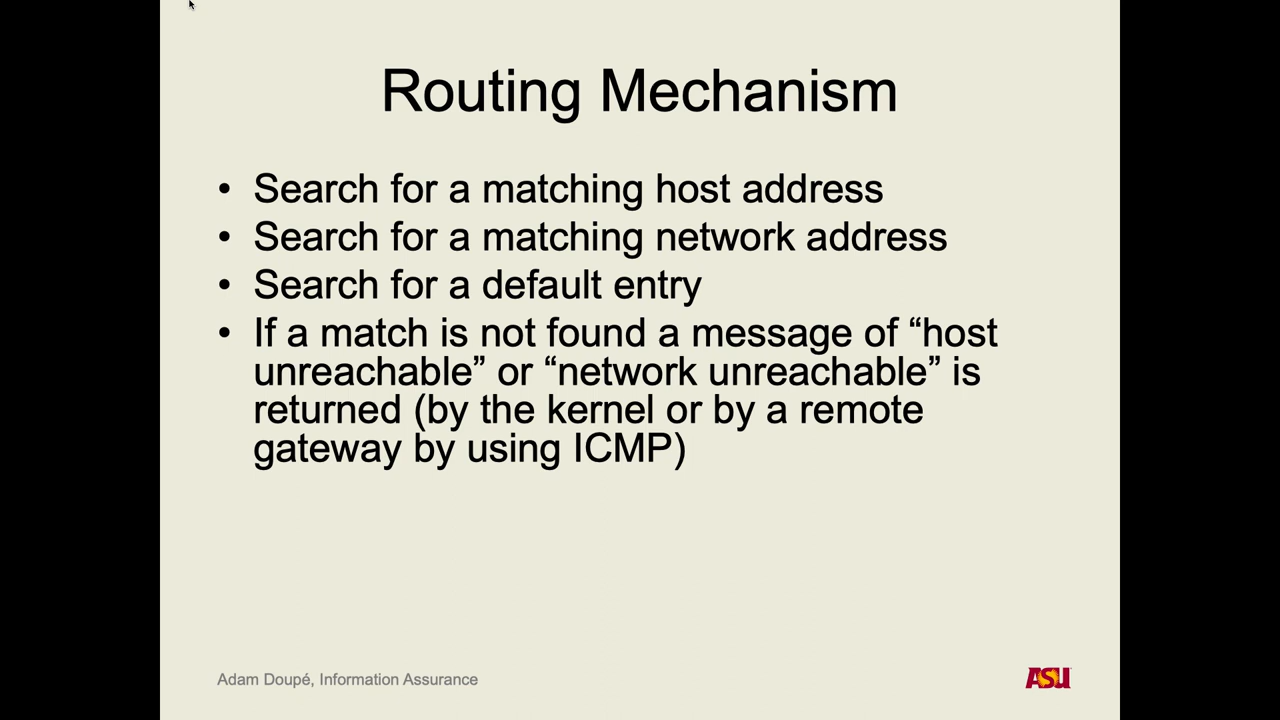 Routing Mechanism
• Search for a matching host address
• Search for a matching network address
• Search for a default entry
• If a match is not found a message of “host
unreachable” or “network unreachable” is
returned (by the kernel or by a remote
gateway by using ICMP)
Adam Doupé, Information Assurance
ASU